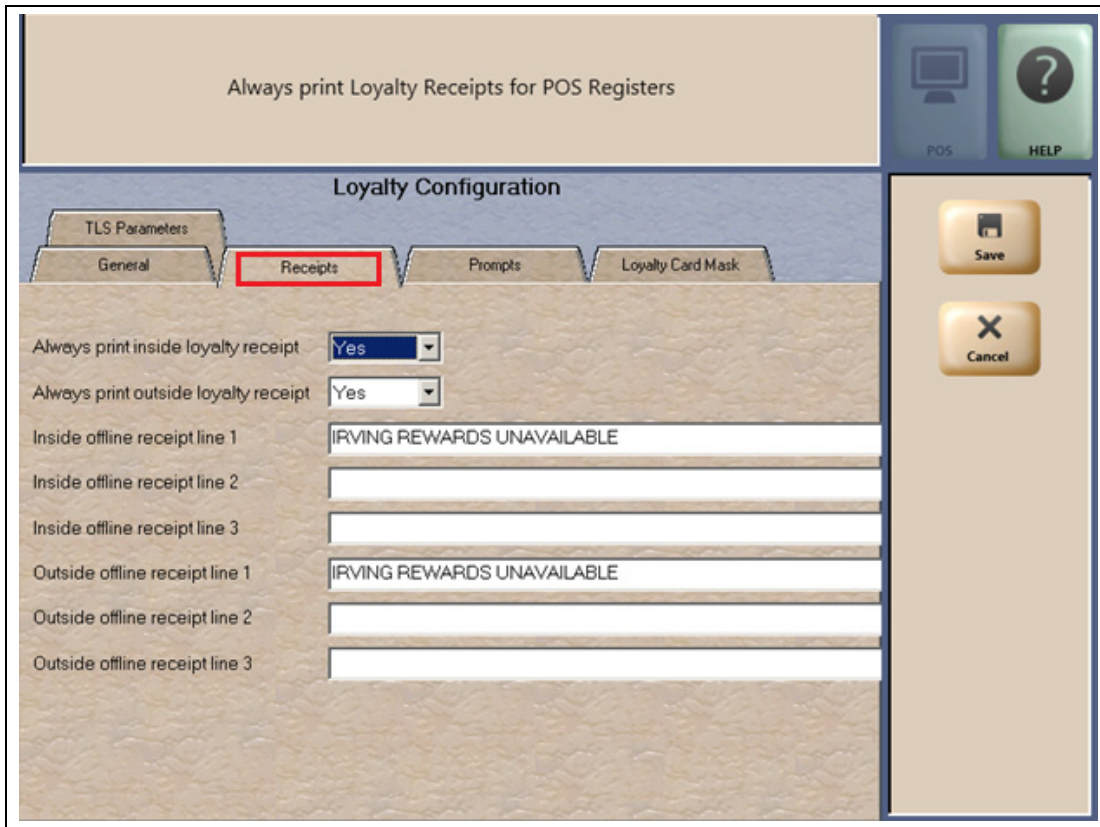 Always print Loyalty Receipts for POS Registers
POS
HELP
Loyalty Configuration
TLS Parameters
General
Receipts
Prompts
Loyalty Card Mask
Save
Cancel
Always print inside loyalty receipt
Yes
Always print outside loyalty receipt
Yes
Inside offline receipt line 1
IRVING REWARDS UNAVAILABLE
Inside offline receipt line 2
Inside offline receipt line 3
Outside offline receipt line 1
IRVING REWARDS UNAVAILABLE
Outside offline receipt line 2
Outside offline receipt line 3